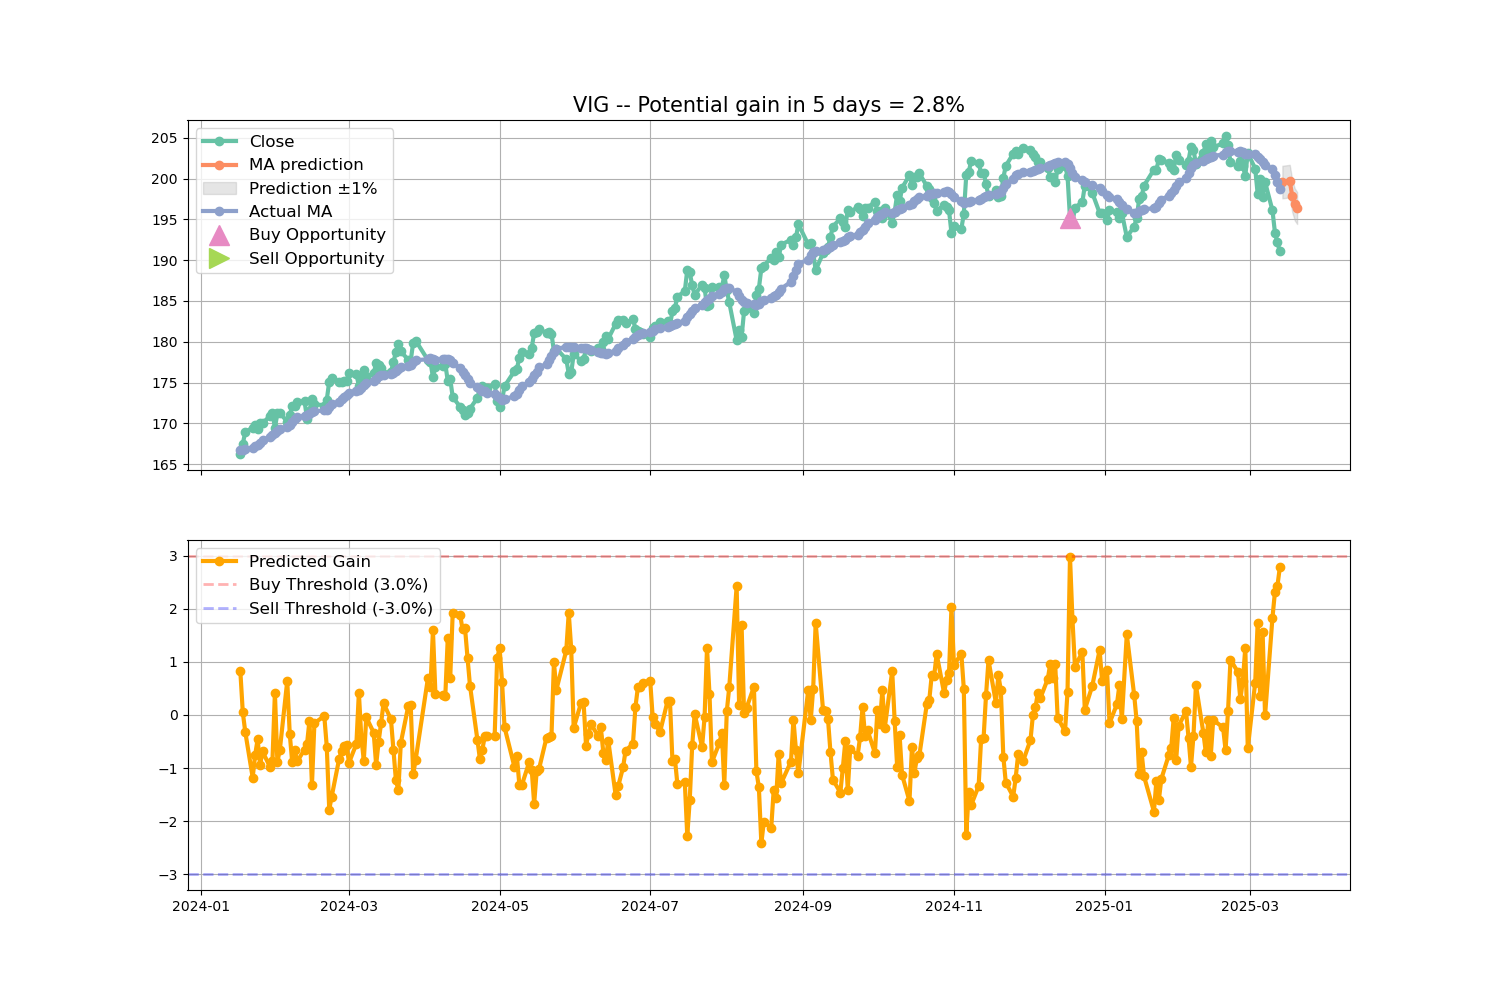 VIG -- Potential gain in 5 days = 2.8%
205
200
195
190
185
180
175
170
165
Close
MA prediction
Prediction ±1%
Actual MA
Buy Opportunity
Sell Opportunity
3
2
1
0
−1
−2
−3
Predicted Gain
Buy Threshold (3.0%)
Sell Threshold (-3.0%)
2024-01 2024-03 2024-05 2024-07 2024-09 2024-11 2025-01 2025-03